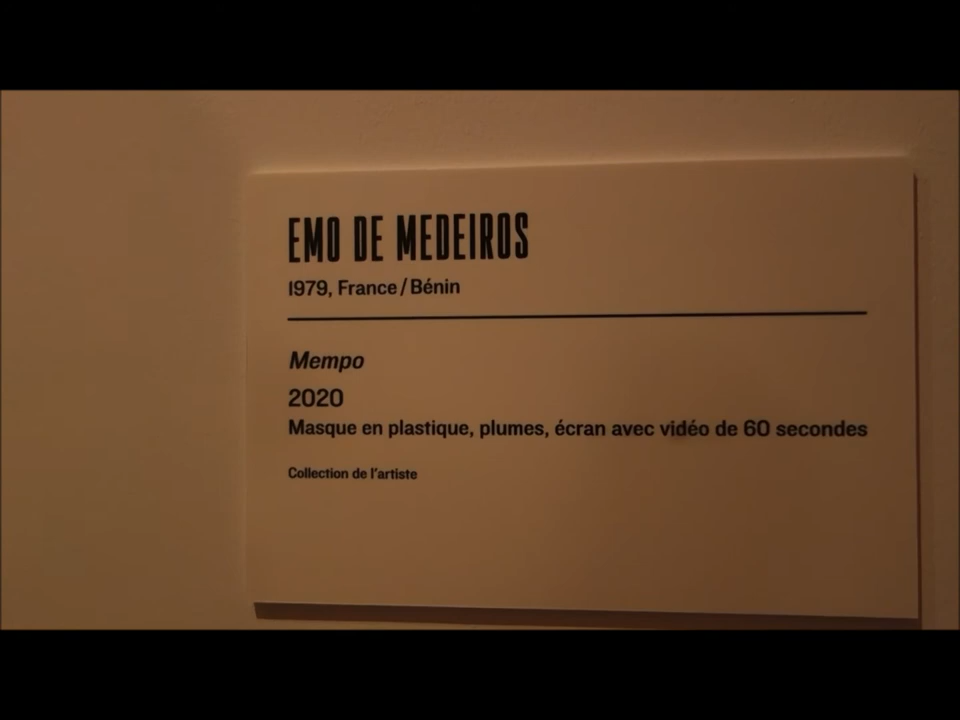 EMO DE MEDEIROS
1979, France / Bénin
Mempo
2020
Masque en plastique, plumes, écran avec vidéo de 60 secondes
Collection de l'artiste